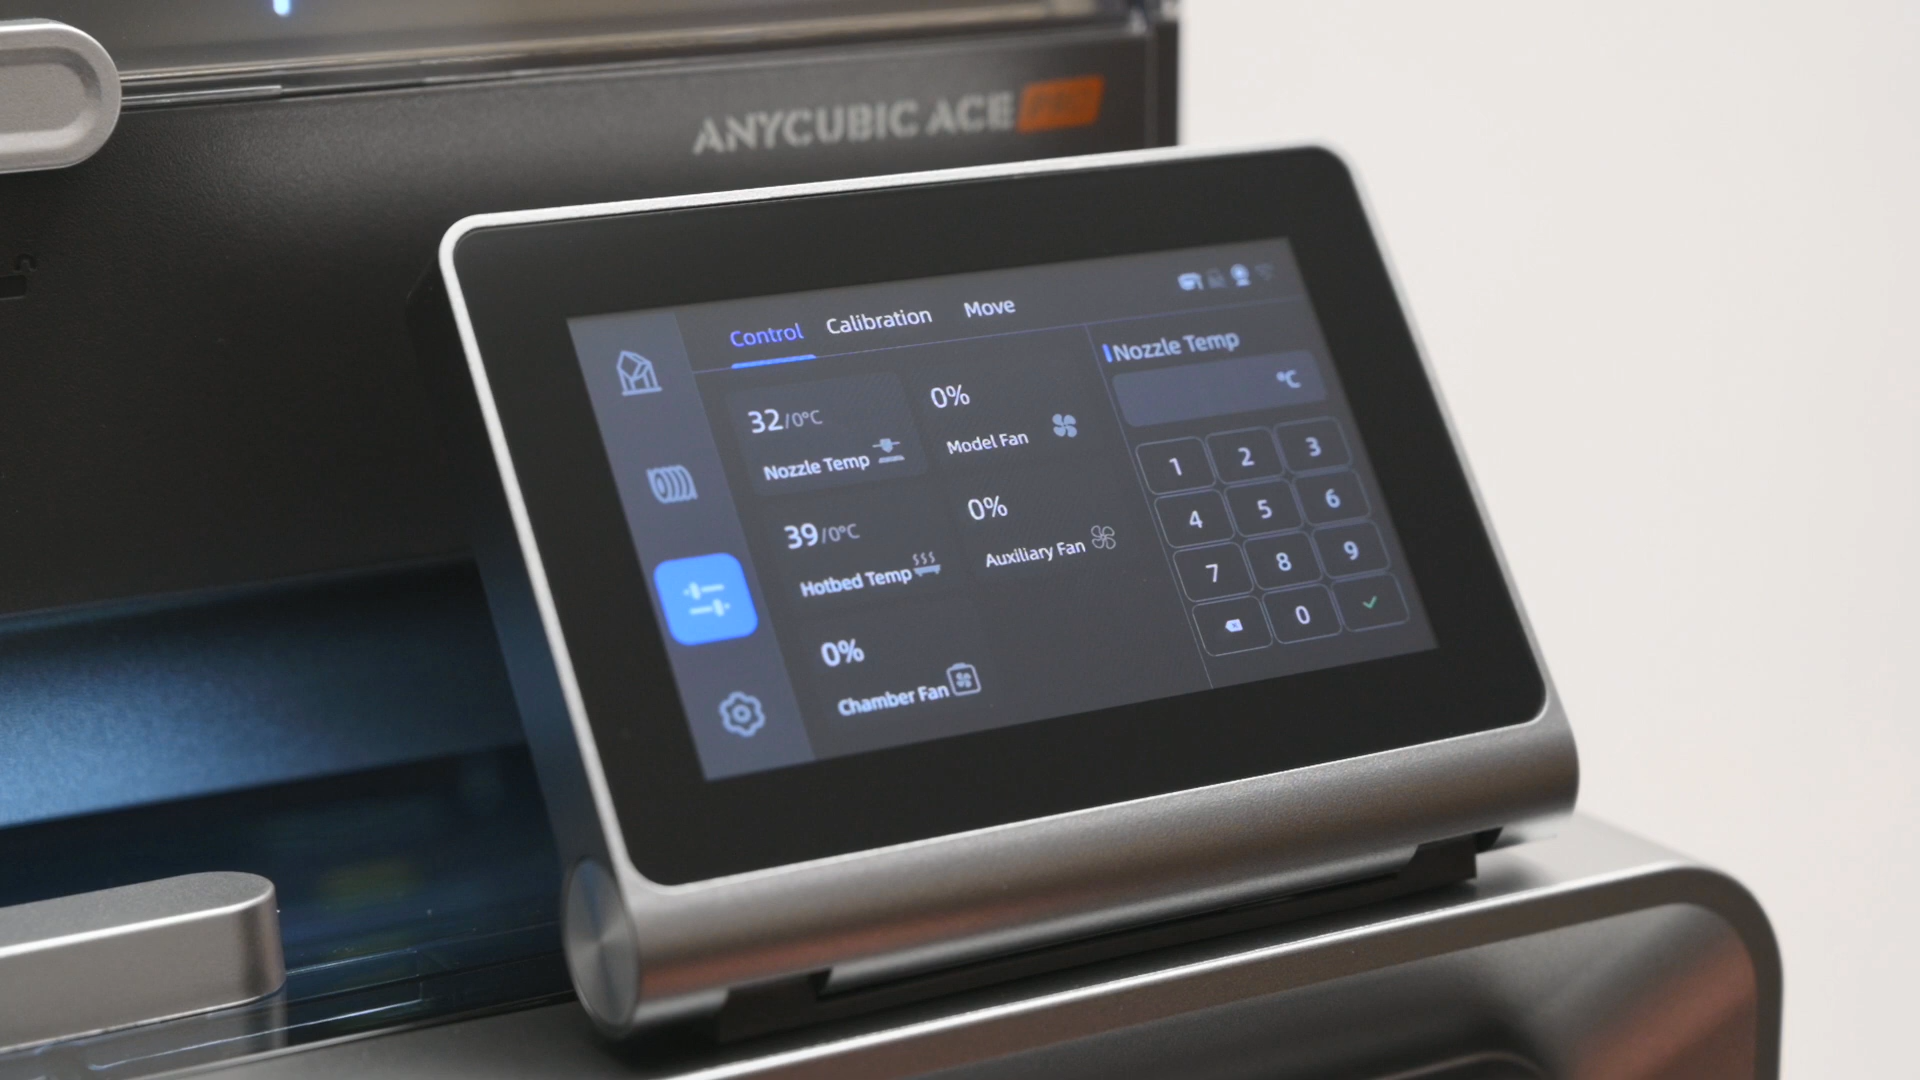 ANYCUBIC ACE PRO
Control Calibration Move
32/0°C
Nozzle Temp
0%
Model Fan
39/0°C
Hotbed Temp
0%
Auxiliary Fan
0%
Chamber Fan
Nozzle Temp
°C
1 2 3
4 5 6
7 8 9
0